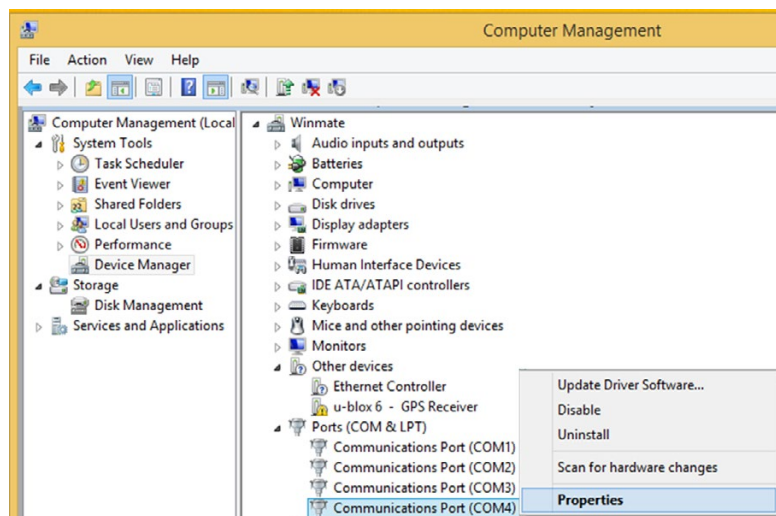 Computer Management
File Action View Help
Computer Management (Local
System Tools
Task Scheduler
Event Viewer
Shared Folders
Local Users and Groups
Performance
Device Manager
Storage
Disk Management
Services and Applications
Winmate
Audio inputs and outputs
Batteries
Computer
Disk drives
Display adapters
Firmware
Human Interface Devices
IDE ATA/ATAPI controllers
Keyboards
Mice and other pointing devices
Monitors
Other devices
Ethernet Controller
u-blox 6 - GPS Receiver
Ports (COM & LPT)
Communications Port (COM1)
Communications Port (COM2)
Communications Port (COM3)
Communications Port (COM4)
Update Driver Software...
Disable
Uninstall
Scan for hardware changes
Properties